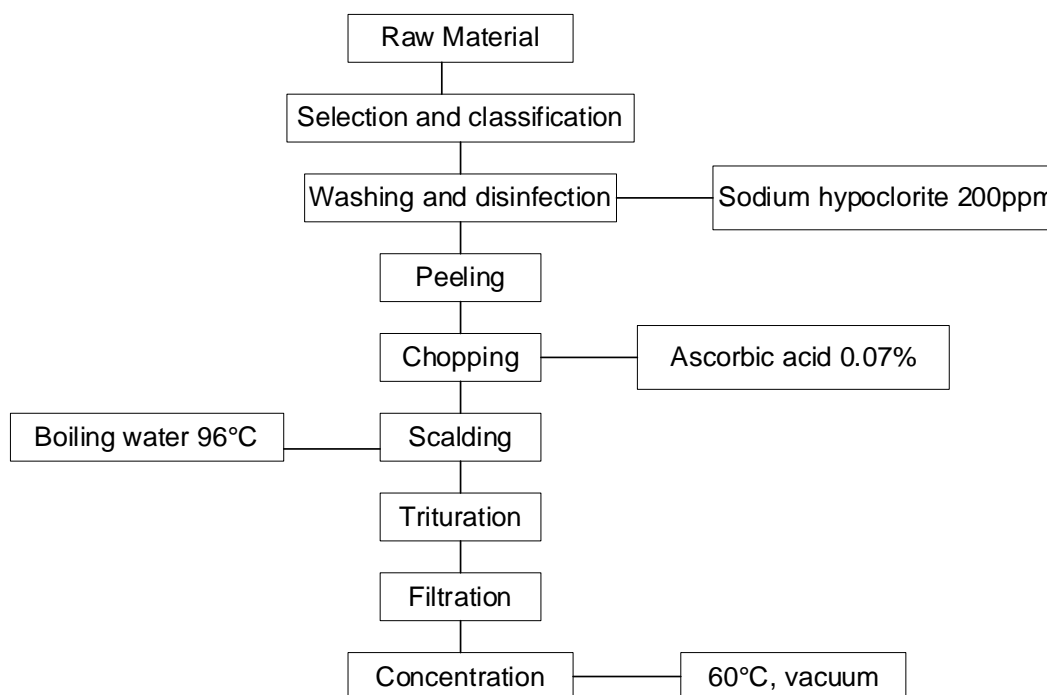 Raw Material
Selection and classification
Washing and disinfection
Sodium hypoclorite 200ppm
Peeling
Chopping
Ascorbic acid 0.07%
Boiling water 96°C
Scalding
Trituration
Filtration
Concentration
60°C, vacuum